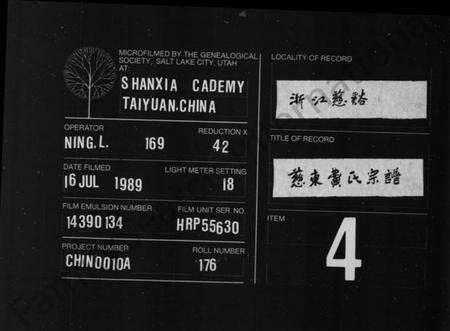 MICROFILMED BY THE GENEALOGICAL
SOCIETY, SALT LAKE CITY, UTAH
AT:
SHANXIA CADEMY
TAIYUAN.CHINA
OPERATOR
NING.L. 169
REDUCTION X
42
DATE FILMED
16 JUL 1989
LIGHT METER SETTING
18
FILM EMULSION NUMBER
14390134
FILM UNIT SER. NO.
HRP55630
PROJECT NUMBER
CHIN0010A
ROLL NUMBER
176
LOCALITY OF RECORD
浙江慈谿
TITLE OF RECORD
慈東黃氏宗譜
ITEM
4